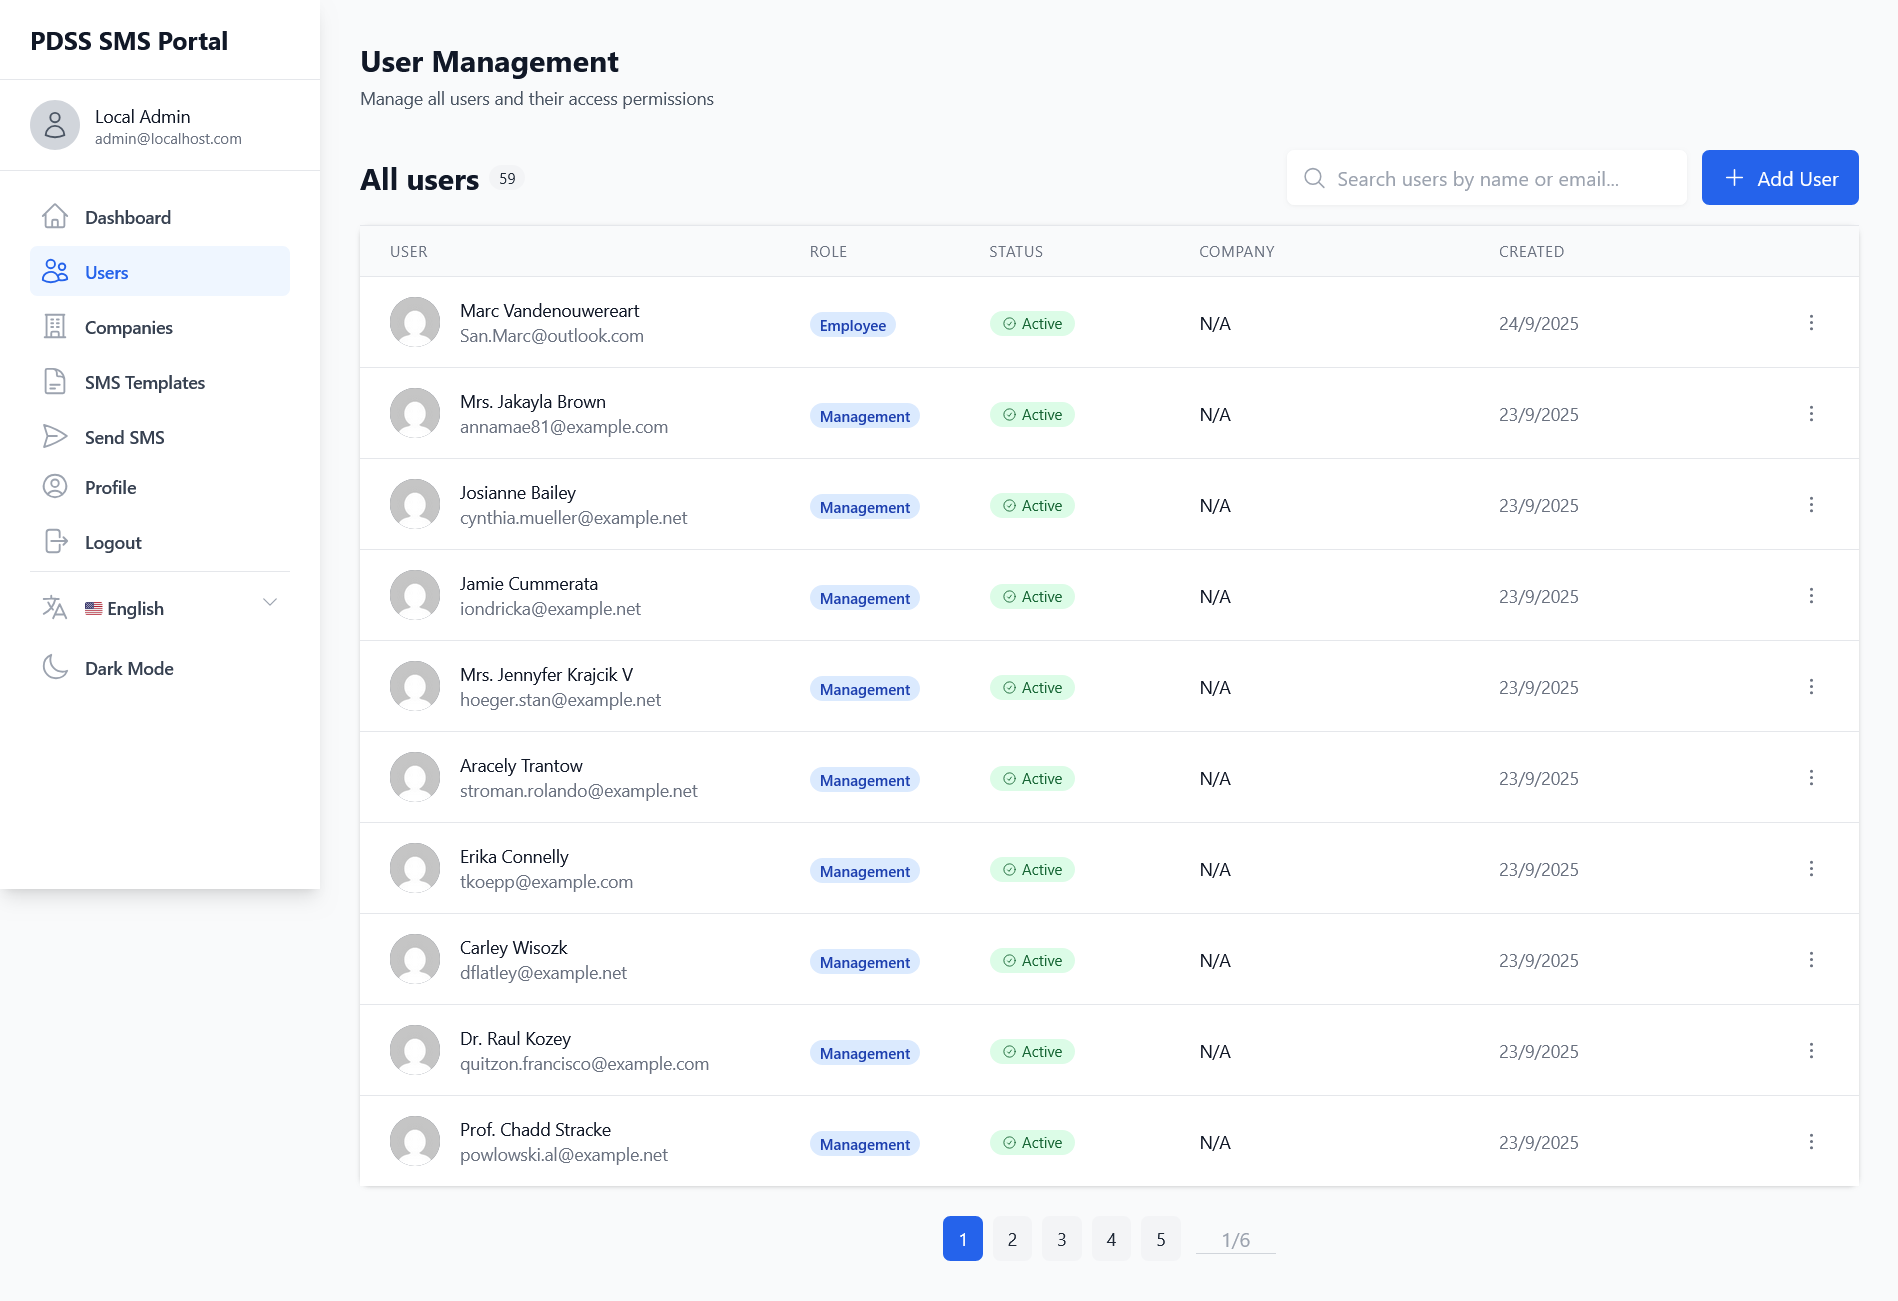 PDSS SMS Portal
Local Admin
admin@localhost.com
Dashboard
Users
Companies
SMS Templates
Send SMS
Profile
Logout
English
Dark Mode
User Management
Manage all users and their access permissions
All users 59
Search users by name or email...
Add User
USER ROLE STATUS COMPANY CREATED
Marc Vandenouwereart
San.Marc@outlook.com
Employee Active N/A 24/9/2025
Mrs. Jakayla Brown
annamae81@example.com
Management Active N/A 23/9/2025
Josianne Bailey
cynthia.mueller@example.net
Management Active N/A 23/9/2025
Jamie Cummerata
iondricka@example.net
Management Active N/A 23/9/2025
Mrs. Jennyfer Krajcik V
hoeger.stan@example.net
Management Active N/A 23/9/2025
Aracely Trantow
stroman.rolando@example.net
Management Active N/A 23/9/2025
Erika Connelly
tkoepp@example.com
Management Active N/A 23/9/2025
Carley Wisozk
dflatley@example.net
Management Active N/A 23/9/2025
Dr. Raul Kozey
quitzon.francisco@example.com
Management Active N/A 23/9/2025
Prof. Chadd Stracke
powlowski.al@example.net
Management Active N/A 23/9/2025
1 2 3 4 5 1/6